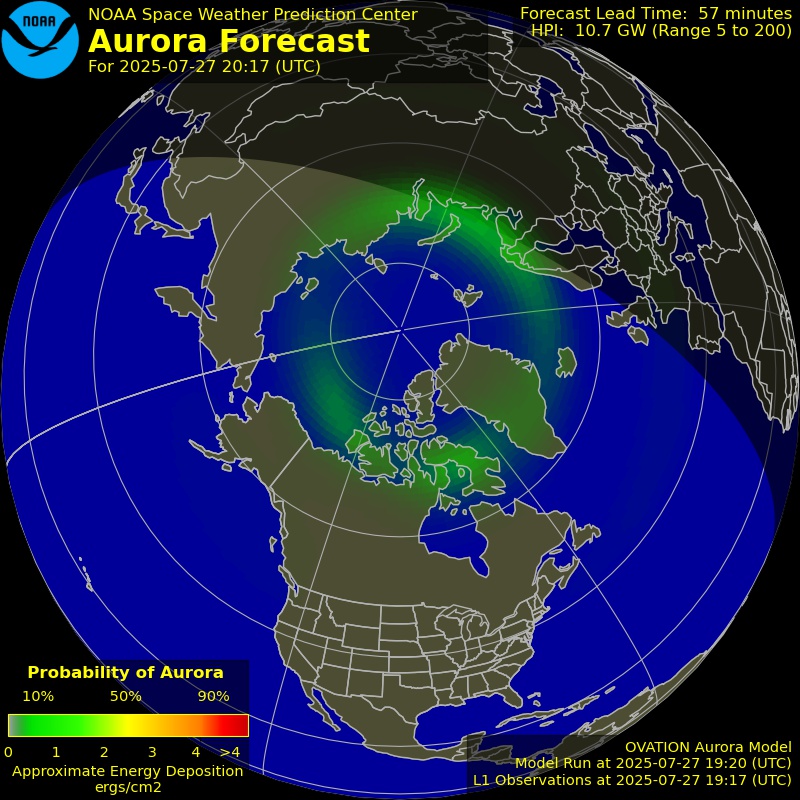 NOAA
NOAA Space Weather Prediction Center
Aurora Forecast
For 2025-07-27 20:17 (UTC)
Forecast Lead Time: 57 minutes
HPI: 10.7 GW (Range 5 to 200)
Probability of Aurora
10% 50% 90%
0 1 2 3 4 >4
Approximate Energy Deposition
ergs/cm2
OVATION Aurora Model
Model Run at 2025-07-27 19:20 (UTC)
L1 Observations at 2025-07-27 19:17 (UTC)